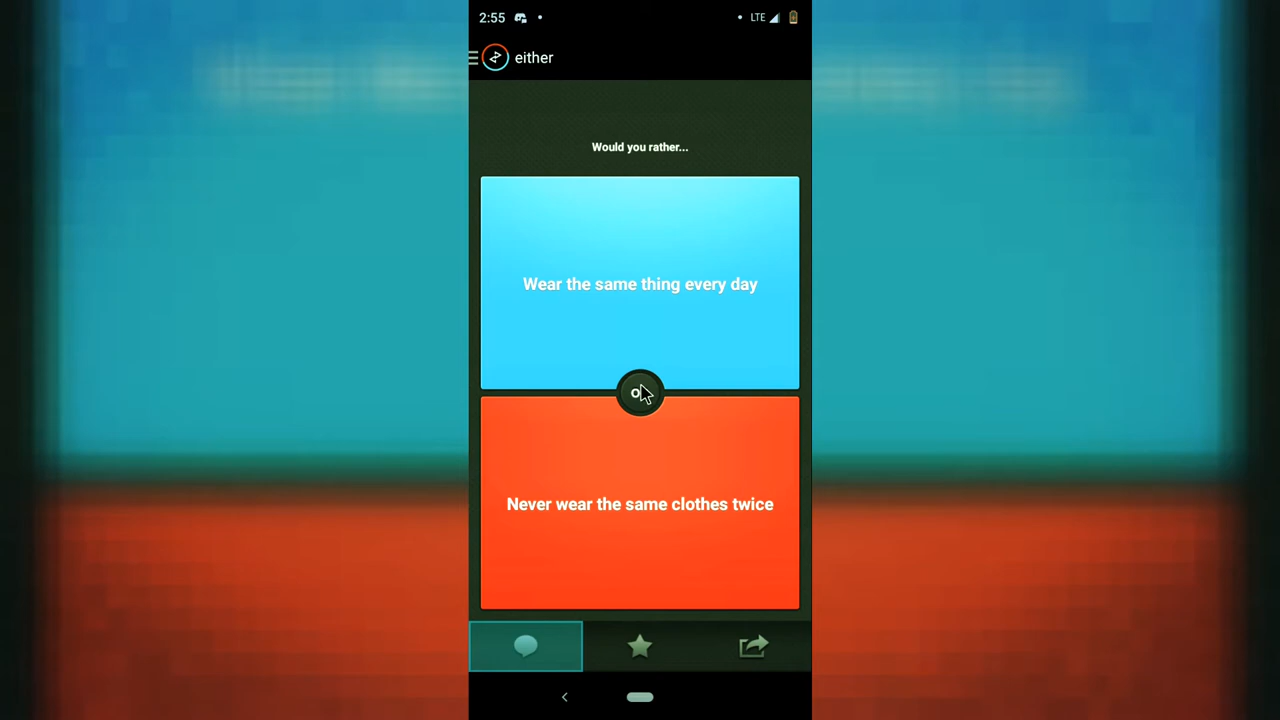 2:55 LTE
either
Would you rather...
Wear the same thing every day
Never wear the same clothes twice